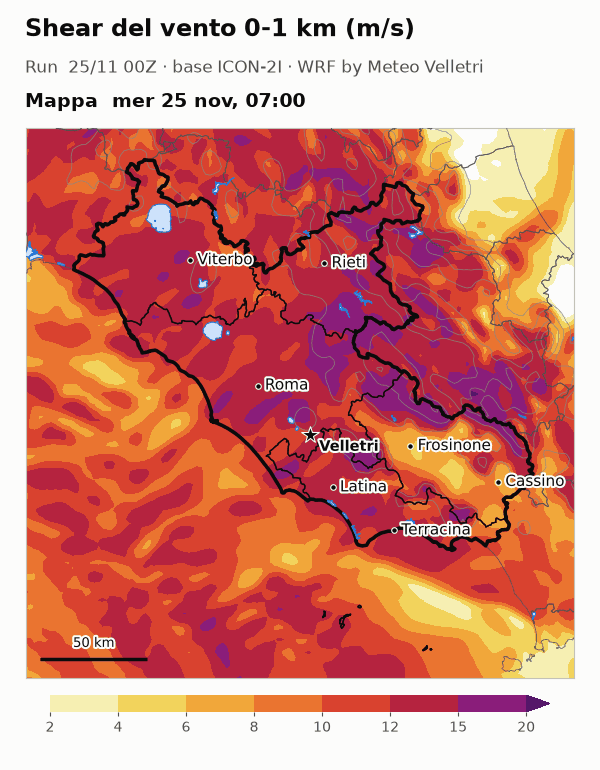 Shear del vento 0-1 km (m/s)
Run  25/11 00Z · base ICON-2I · WRF by Meteo Velletri
Mappa  mer 25 nov, 07:00
Viterbo
Rieti
Roma
Velletri
Frosinone
Cassino
Latina
Terracina
50 km
2 4 6 8 10 12 15 20